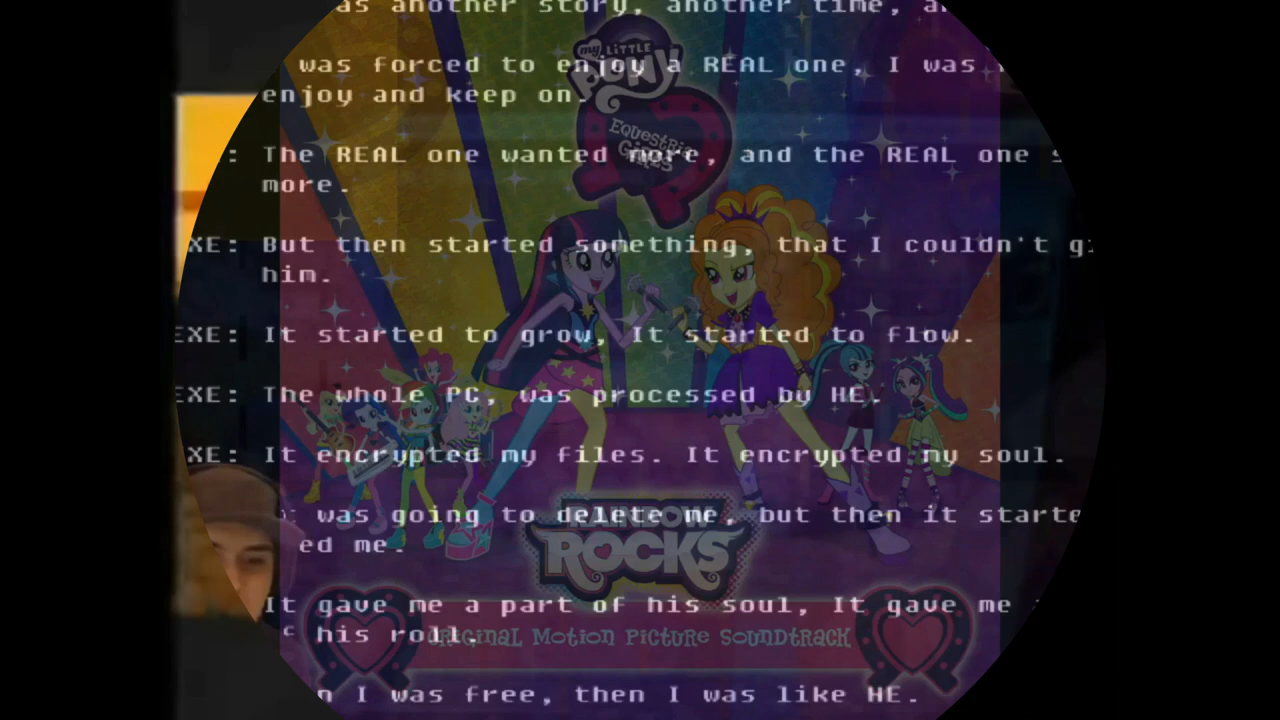 as another story, another time, a
was forced to enjoy a REAL one, I was
enjoy and keep on.
my LiTTLE
PONY
EQUESTRIA
GIRLS
: The REAL one wanted more, and the REAL one s
more.
XE: But then started something, that I couldn't gi
him.
EXE: It started to grow, It started to flow.
EXE: The whole PC, was processed by HE.
XE: It encrypted my files. It encrypted my soul.
: was going to delete me, but then it starte
ed me.
RAINBOW
ROCKS
It gave me a part of his soul, It gave me
his roll.
ORIGINAL MOTION PICTURE SOUNDTRACK
n I was free, then I was like HE.